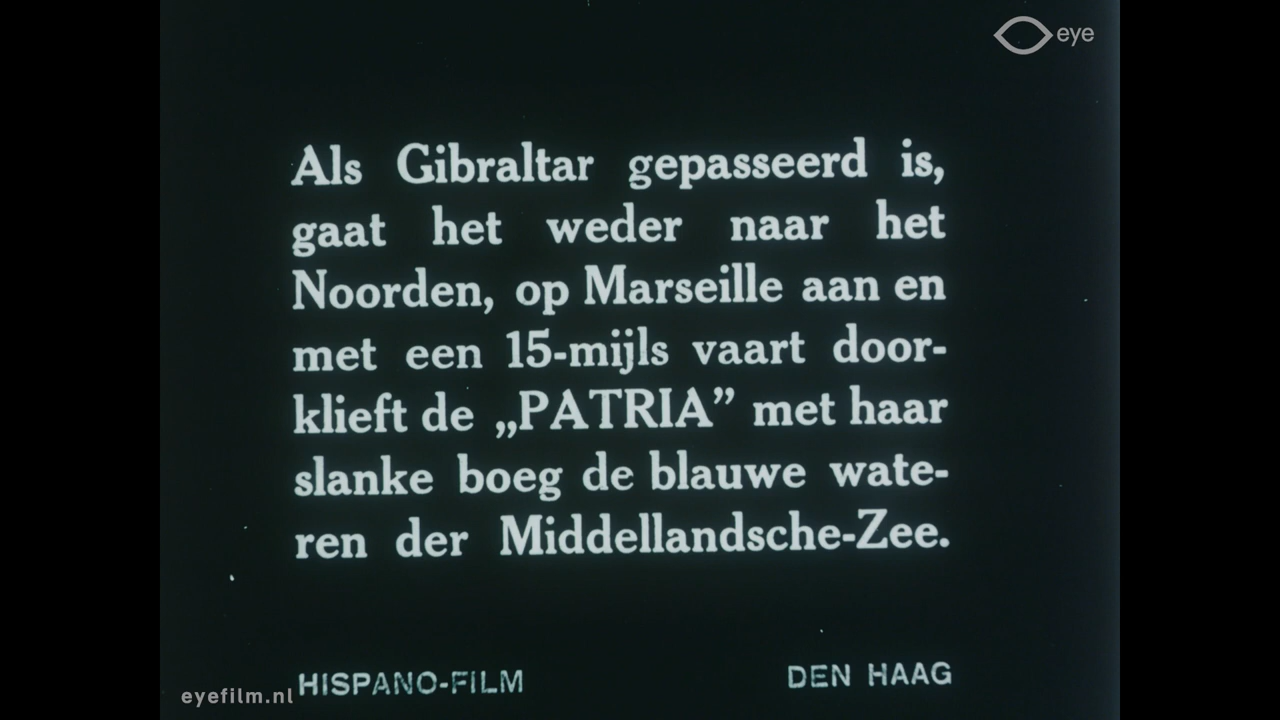 eye
Als Gibraltar gepasseerd is,
gaat het weder naar het
Noorden, op Marseille aan en
met een 15-mijls vaart door-
klieft de „PATRIA” met haar
slanke boeg de blauwe wate-
ren der Middellandsche-Zee.
HISPANO-FILM DEN HAAG
eyefilm.nl